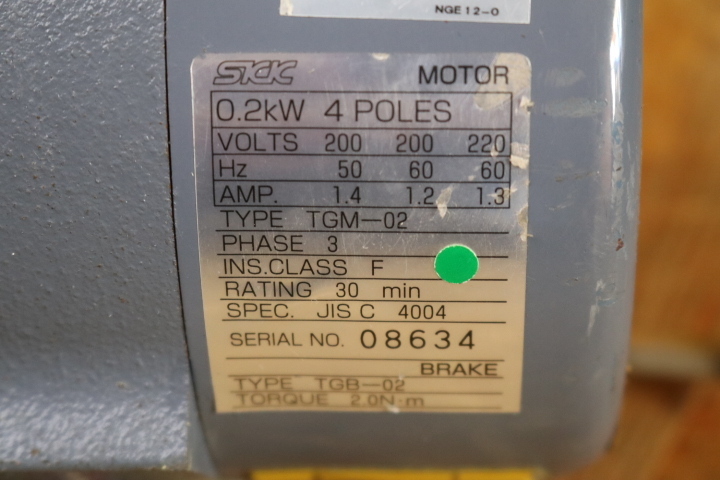 NGE12-0
SKK MOTOR
0.2kW 4 POLES
VOLTS 200 200 220
Hz 50 60 60
AMP. 1.4 1.2 1.3
TYPE TGM-02
PHASE 3
INS.CLASS F
RATING 30 min
SPEC. JIS C 4004
SERIAL NO. 08634
BRAKE
TYPE TGB-02
TORQUE 2.0N·m